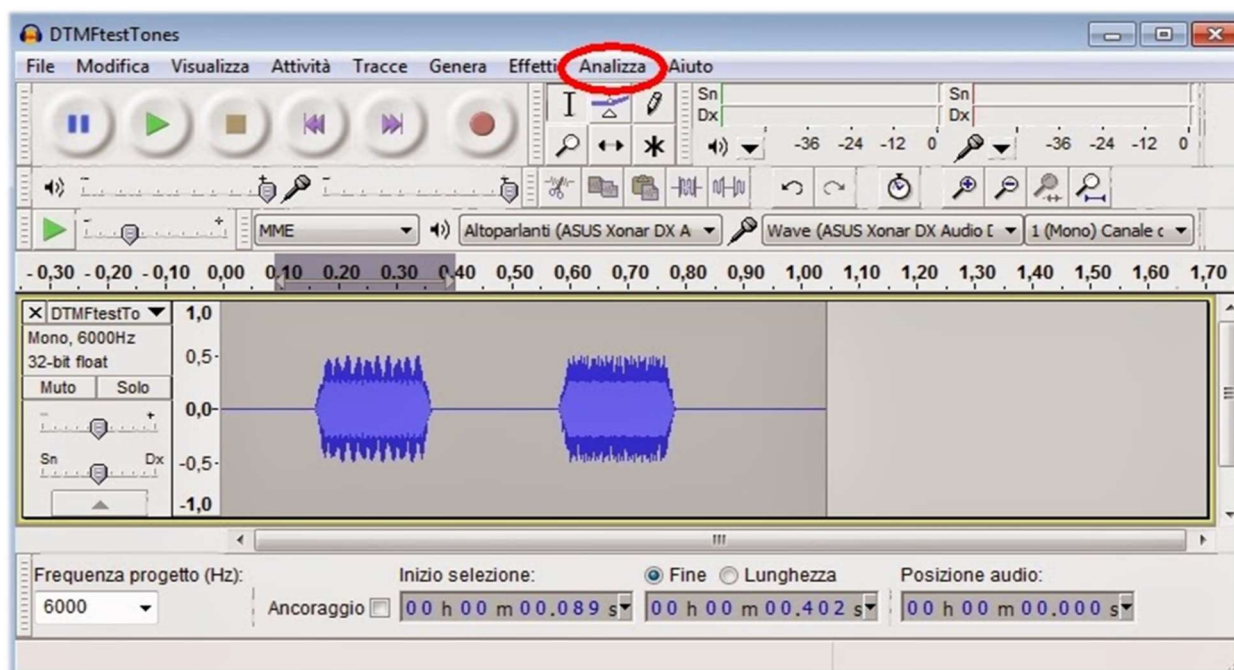 DTMFtestTones
File Modifica Visualizza Attività Tracce Genera Effetti Analizza Aiuto
Sn
Dx
-36 -24 -12 0
Sn
Dx
-36 -24 -12 0
MME
Altoparlanti (ASUS Xonar DX A
Wave (ASUS Xonar DX Audio D
1 (Mono) Canale c
-0,30 -0,20 -0,10 0,00 0,10 0,20 0,30 0,40 0,50 0,60 0,70 0,80 0,90 1,00 1,10 1,20 1,30 1,40 1,50 1,60 1,70
DTMFtestTo
Mono, 6000Hz
32-bit float
Muto Solo
- +
Sn Dx
1,0
0,5
0,0
-0,5
-1,0
Frequenza progetto (Hz):
6000
Ancoraggio
Inizio selezione:
00 h 00 m 00.089 s
Fine Lunghezza
00 h 00 m 00.402 s
Posizione audio:
00 h 00 m 00.000 s